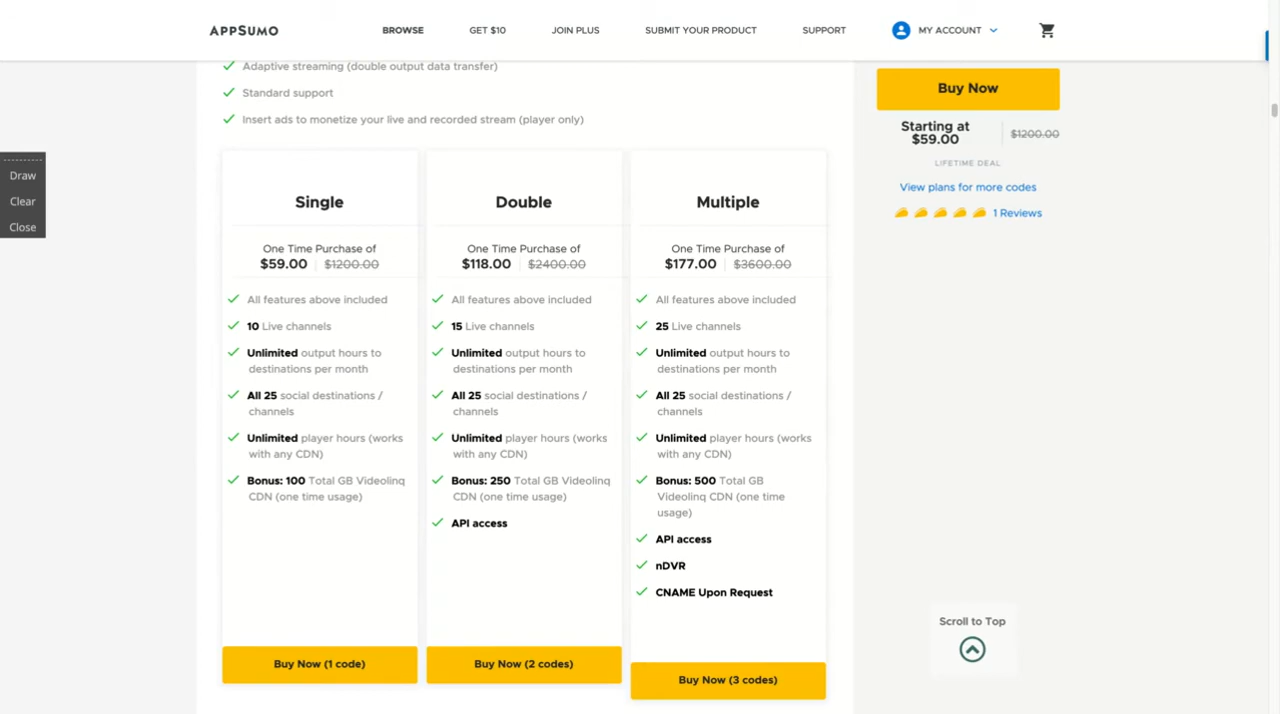 APPSUMO
BROWSE
GET $10
JOIN PLUS
SUBMIT YOUR PRODUCT
SUPPORT
MY ACCOUNT
Adaptive streaming (double output data transfer)
Standard support
Insert ads to monetize your live and recorded stream (player only)
Draw
Clear
Close
Buy Now
Starting at
$59.00
$1200.00
LIFETIME DEAL
View plans for more codes
1 Reviews
Single
One Time Purchase of
$59.00 $1200.00
All features above included
10 Live channels
Unlimited output hours to
destinations per month
All 25 social destinations /
channels
Unlimited player hours (works
with any CDN)
Bonus: 100 Total GB Videolinq
CDN (one time usage)
Buy Now (1 code)
Double
One Time Purchase of
$118.00 $2400.00
All features above included
15 Live channels
Unlimited output hours to
destinations per month
All 25 social destinations /
channels
Unlimited player hours (works
with any CDN)
Bonus: 250 Total GB Videolinq
CDN (one time usage)
API access
Buy Now (2 codes)
Multiple
One Time Purchase of
$177.00 $3600.00
All features above included
25 Live channels
Unlimited output hours to
destinations per month
All 25 social destinations /
channels
Unlimited player hours (works
with any CDN)
Bonus: 500 Total GB
Videolinq CDN (one time
usage)
API access
nDVR
CNAME Upon Request
Buy Now (3 codes)
Scroll to Top